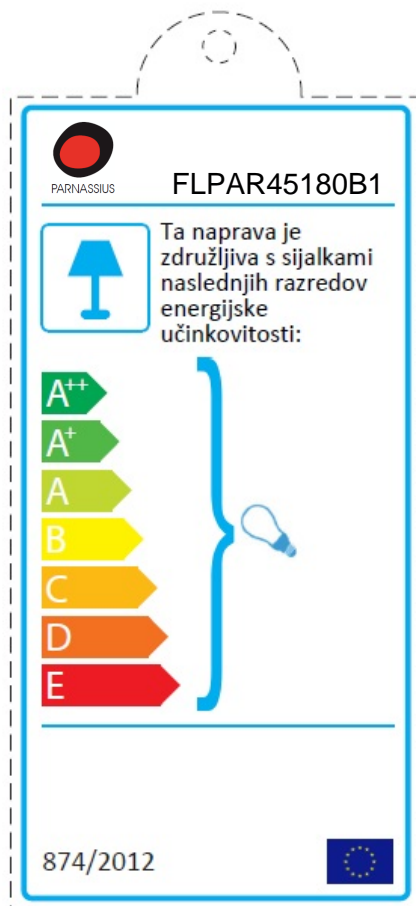 PARNASSIUS
FLPAR45180B1
Ta naprava je
združljiva s sijalkami
naslednjih razredov
energijske
učinkovitosti:
A++
A+
A
B
C
D
E
874/2012